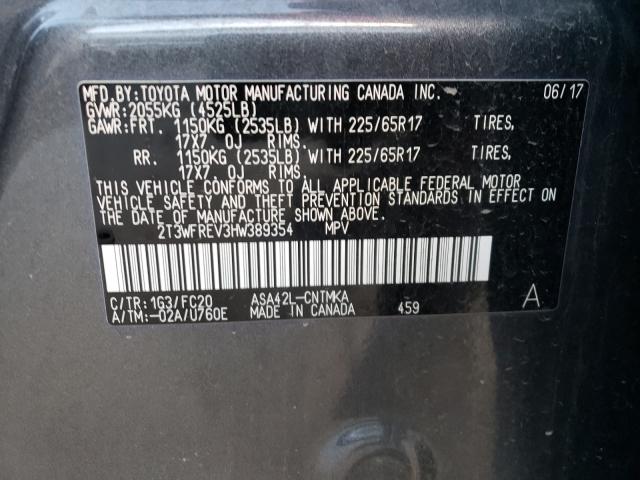 MFD.BY:TOYOTA MOTOR MANUFACTURING CANADA INC. 06/17
GVWR:2055KG (4525LB)
GAWR:FRT. 1150KG (2535LB) WITH 225/65R17 TIRES,
17X7.0J RIMS.
RR. 1150KG (2535LB) WITH 225/65R17 TIRES,
17X7.0J RIMS.
THIS VEHICLE CONFORMS TO ALL APPLICABLE FEDERAL MOTOR
VEHICLE SAFETY AND THEFT PREVENTION STANDARDS IN EFFECT ON
THE DATE OF MANUFACTURE SHOWN ABOVE.
2T3WFREV3HW389354 MPV
C/TR:1G3/FC20 ASA42L-CNTMKA A
A/TM:-02A/U760E MADE IN CANADA 459